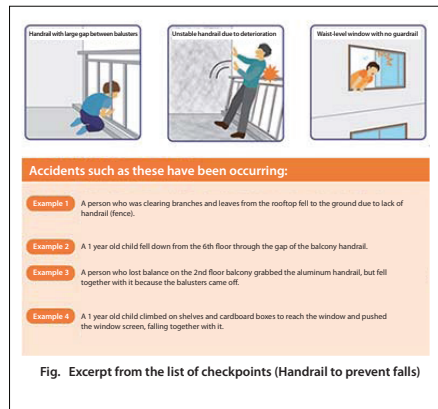 Handrail with large gap between balusters
Unstable handrail due to deterioration
Waist-level window with no guardrail
Accidents such as these have been occurring:
Example 1 A person who was clearing branches and leaves from the rooftop fell to the ground due to lack of
handrail (fence).
Example 2 A 1 year old child fell down from the 6th floor through the gap of the balcony handrail.
Example 3 A person who lost balance on the 2nd floor balcony grabbed the aluminum handrail, but fell
together with it because the balusters came off.
Example 4 A 1 year old child climbed on shelves and cardboard boxes to reach the window and pushed
the window screen, falling together with it.
Fig. Excerpt from the list of checkpoints (Handrail to prevent falls)